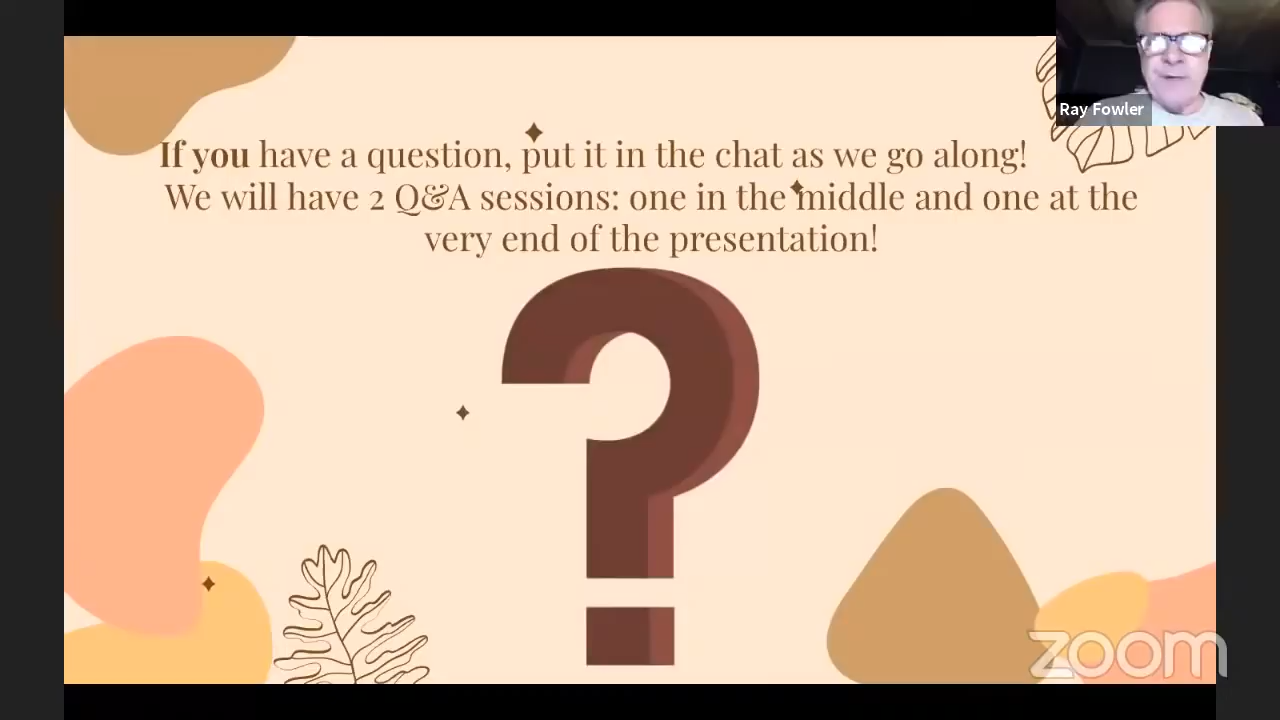 Ray Fowler
If you have a question, put it in the chat as we go along!
We will have 2 Q&A sessions: one in the middle and one at the
very end of the presentation!
zoom